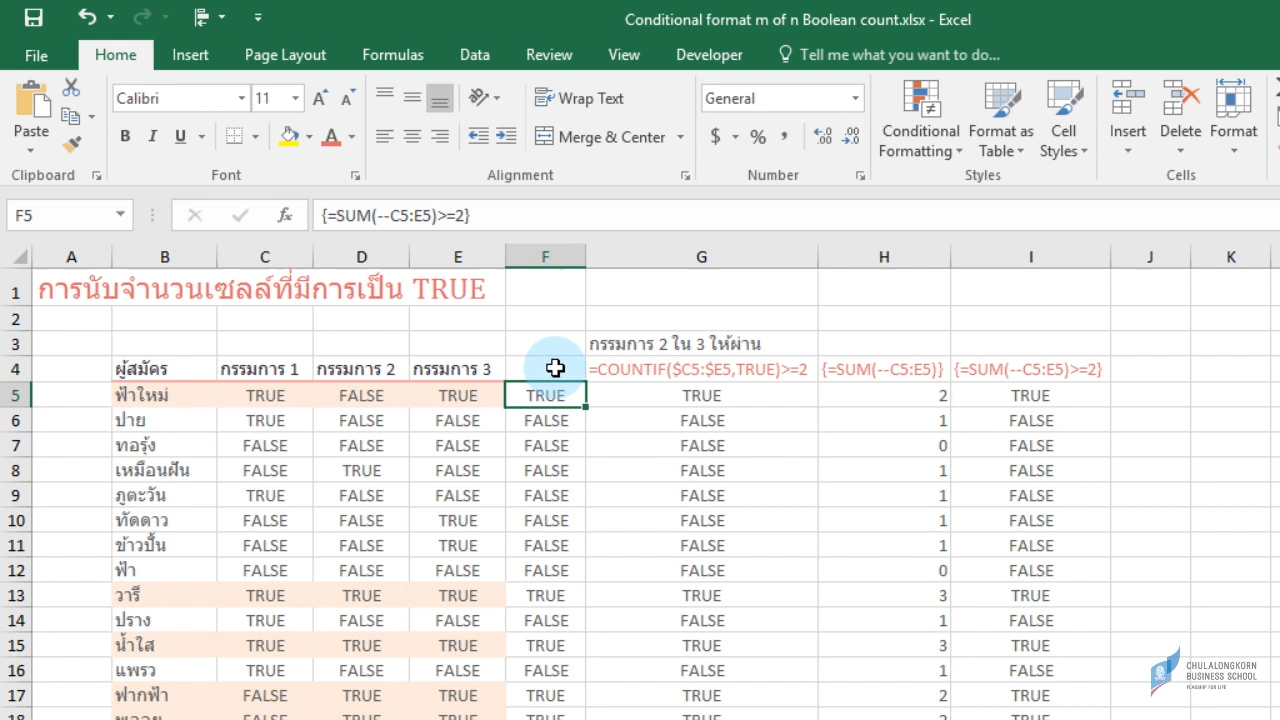 Conditional format m of n Boolean count.xlsx - Excel
File Home Insert Page Layout Formulas Data Review View Developer Tell me what you want to do...
Calibri 11 Wrap Text General
Paste B I U Merge & Center $ % Conditional Formatting Format as Table Cell Styles Insert Delete Format
Clipboard Font Alignment Number Styles Cells
F5 fx {=SUM(--C5:E5)>=2}
A B C D E F G H I J K
1 การนับจำนวนเซลล์ที่มีการเป็น TRUE
2
3 กรรมการ 2 ใน 3 ให้ผ่าน
4 ผู้สมัคร กรรมการ 1 กรรมการ 2 กรรมการ 3 =COUNTIF($C5:$E5,TRUE)>=2 {=SUM(--C5:E5)} {=SUM(--C5:E5)>=2}
5 ฟ้าใหม่ TRUE FALSE TRUE TRUE TRUE 2 TRUE
6 ปาย TRUE FALSE FALSE FALSE FALSE 1 FALSE
7 ทอรุ้ง FALSE FALSE FALSE FALSE FALSE 0 FALSE
8 เหมือนฝัน FALSE TRUE FALSE FALSE FALSE 1 FALSE
9 ภูตะวัน TRUE FALSE FALSE FALSE FALSE 1 FALSE
10 ทัดดาว FALSE FALSE TRUE FALSE FALSE 1 FALSE
11 ข้าวปั้น FALSE FALSE TRUE FALSE FALSE 1 FALSE
12 ฟ้า FALSE FALSE FALSE FALSE FALSE 0 FALSE
13 วารี TRUE TRUE TRUE TRUE TRUE 3 TRUE
14 ปราง TRUE FALSE FALSE FALSE FALSE 1 FALSE
15 น้ำใส TRUE TRUE TRUE TRUE TRUE 3 TRUE
16 แพรว TRUE FALSE FALSE FALSE FALSE 1 FALSE
17 ฟากฟ้า FALSE TRUE TRUE TRUE TRUE 2 TRUE
CHULALONGKORN
BUSINESS SCHOOL
FLAGSHIP FOR LIFE